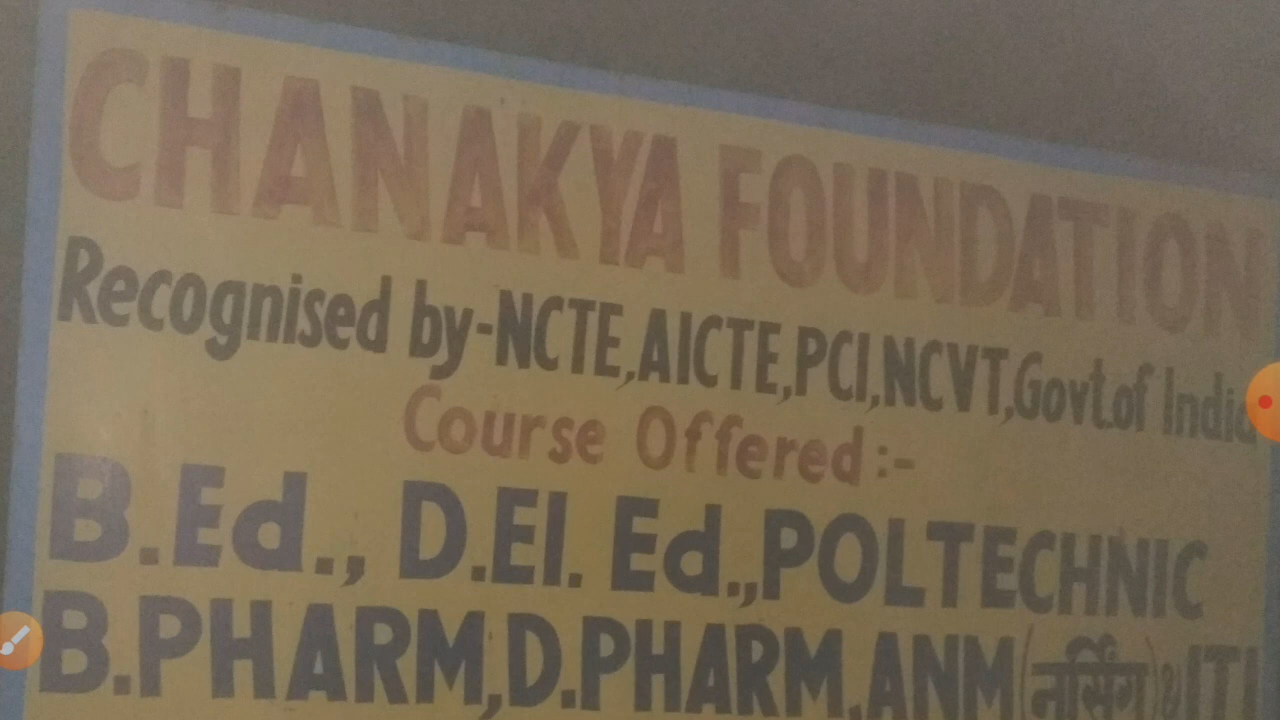 CHANAKYA FOUNDATION
Recognised by-NCTE,AICTE,PCI,NCVT,Govt.of India
Course Offered :-
B.Ed., D.El. Ed.,POLTECHNIC
B.PHARM,D.PHARM,ANM(नर्सिंग)&ITI